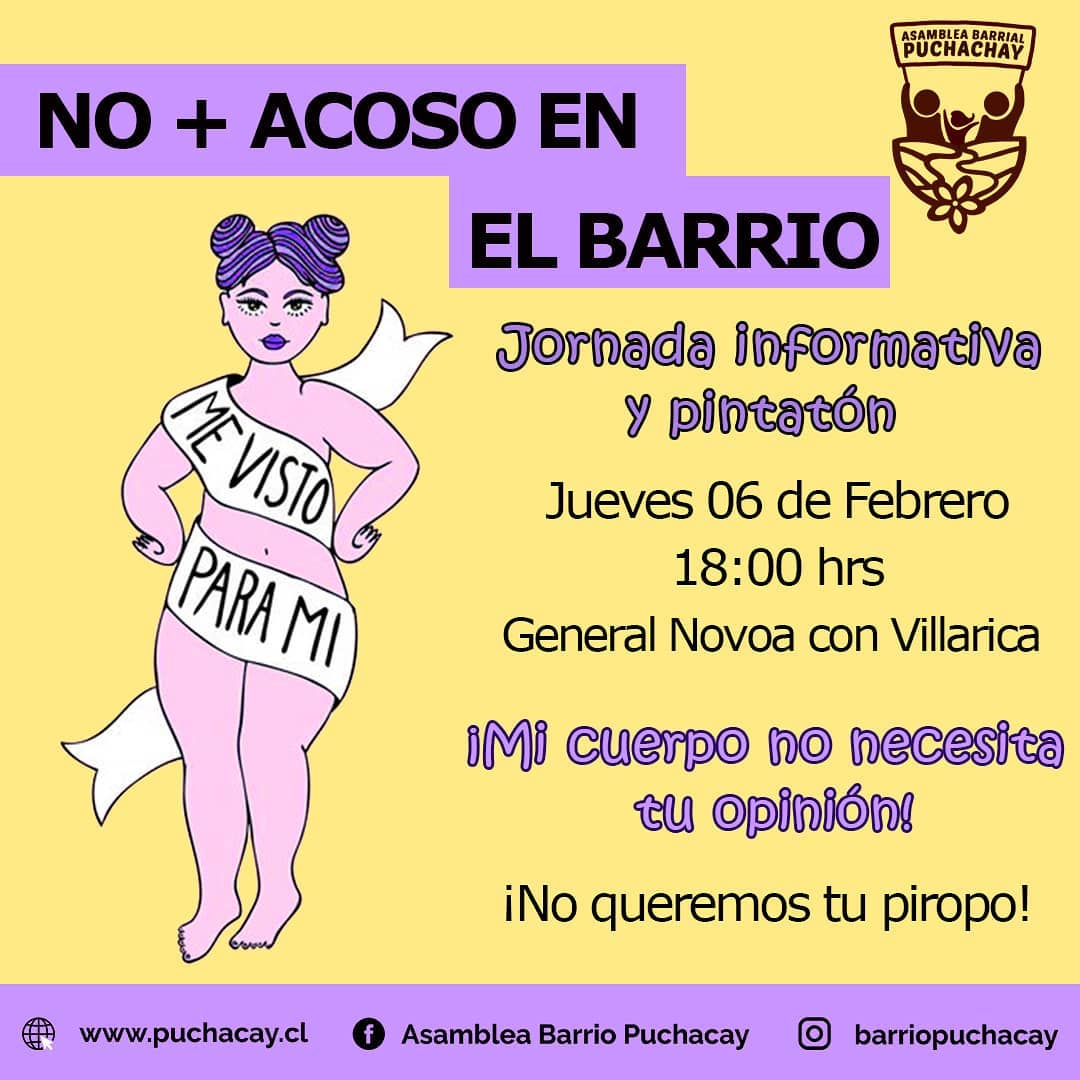 ASAMBLEA BARRIAL
PUCHACHAY
NO + ACOSO EN
EL BARRIO
Jornada informativa
y pintatón
Jueves 06 de Febrero
18:00 hrs
General Novoa con Villarica
ME VISTO
PARA MI
¡Mi cuerpo no necesita
tu opinión!
¡No queremos tu piropo!
www.puchacay.cl
Asamblea Barrio Puchacay
barriopuchacay